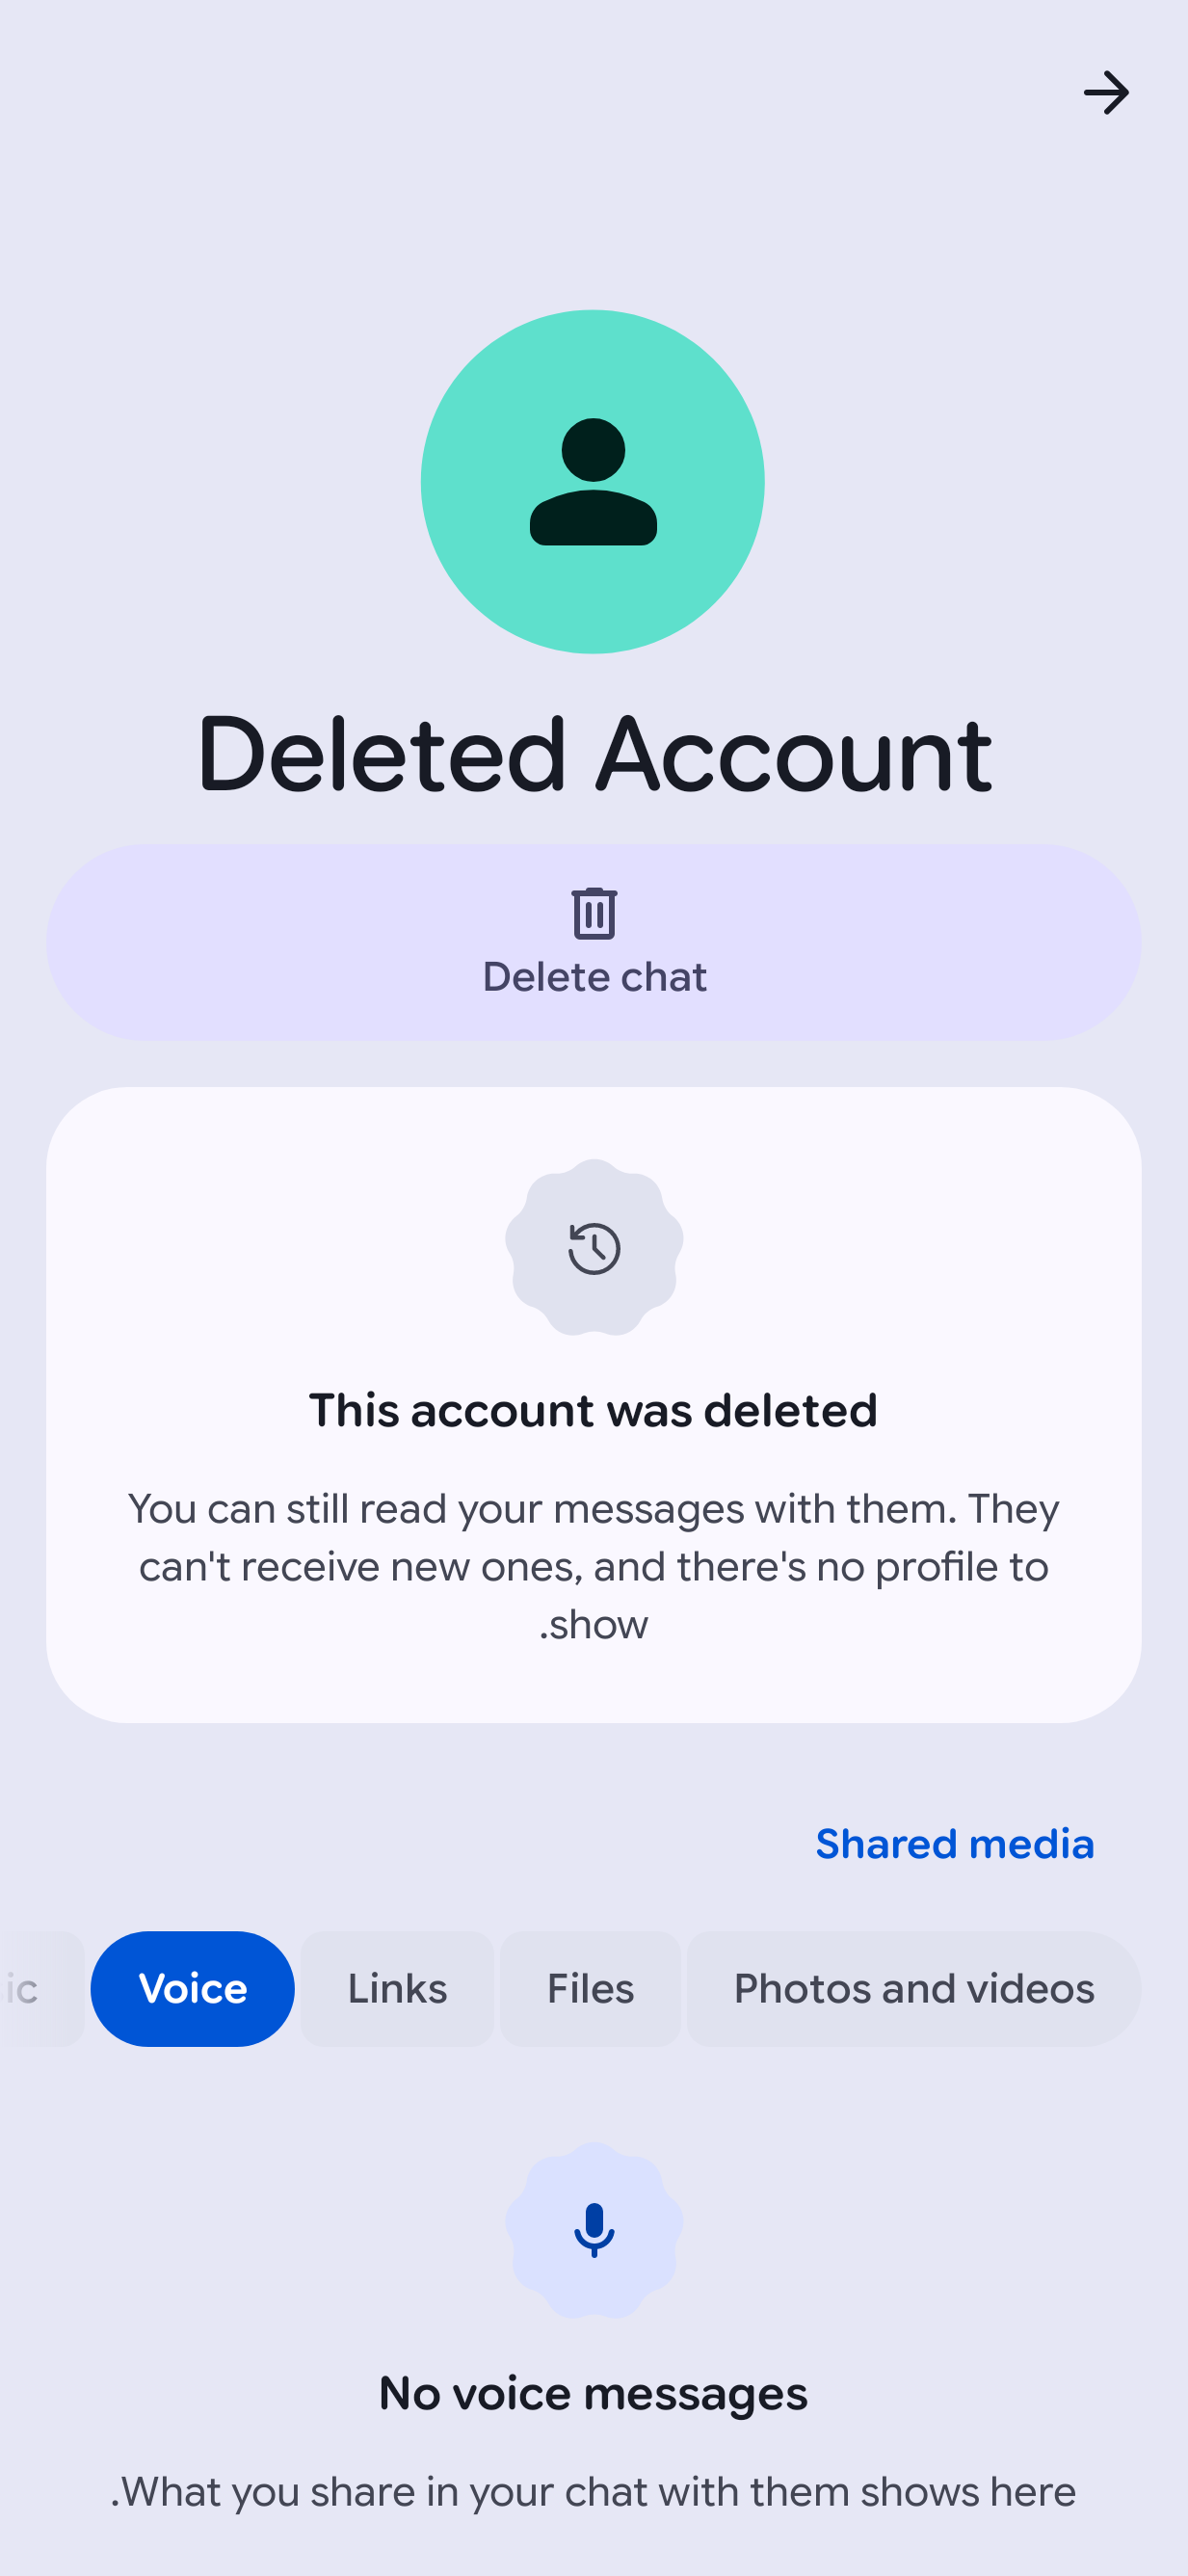 Deleted Account
Delete chat
This account was deleted
You can still read your messages with them. They
can't receive new ones, and there's no profile to
.show
Shared media
Photos and videos
Files
Links
Voice
ic
.What you share in your chat with them shows here
No voice messages